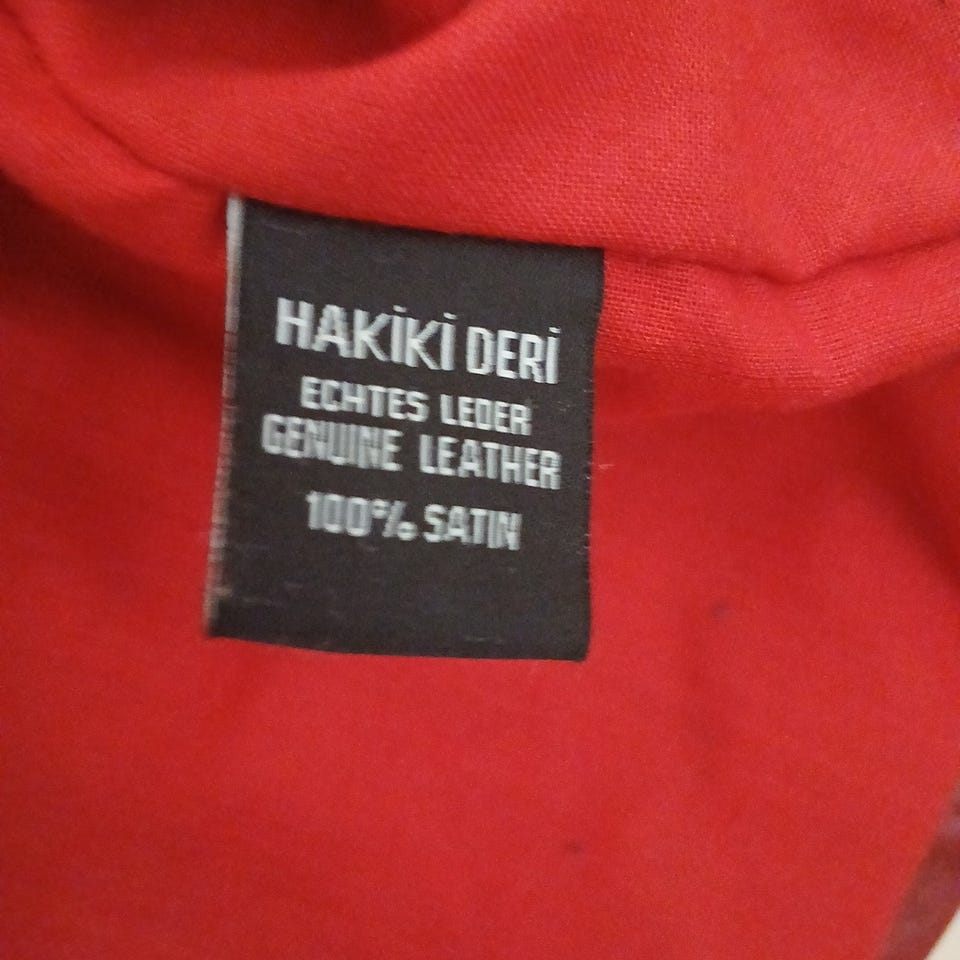 HAKİKİ DERİ
ECHTES LEDER
GENUINE LEATHER
100% SATIN